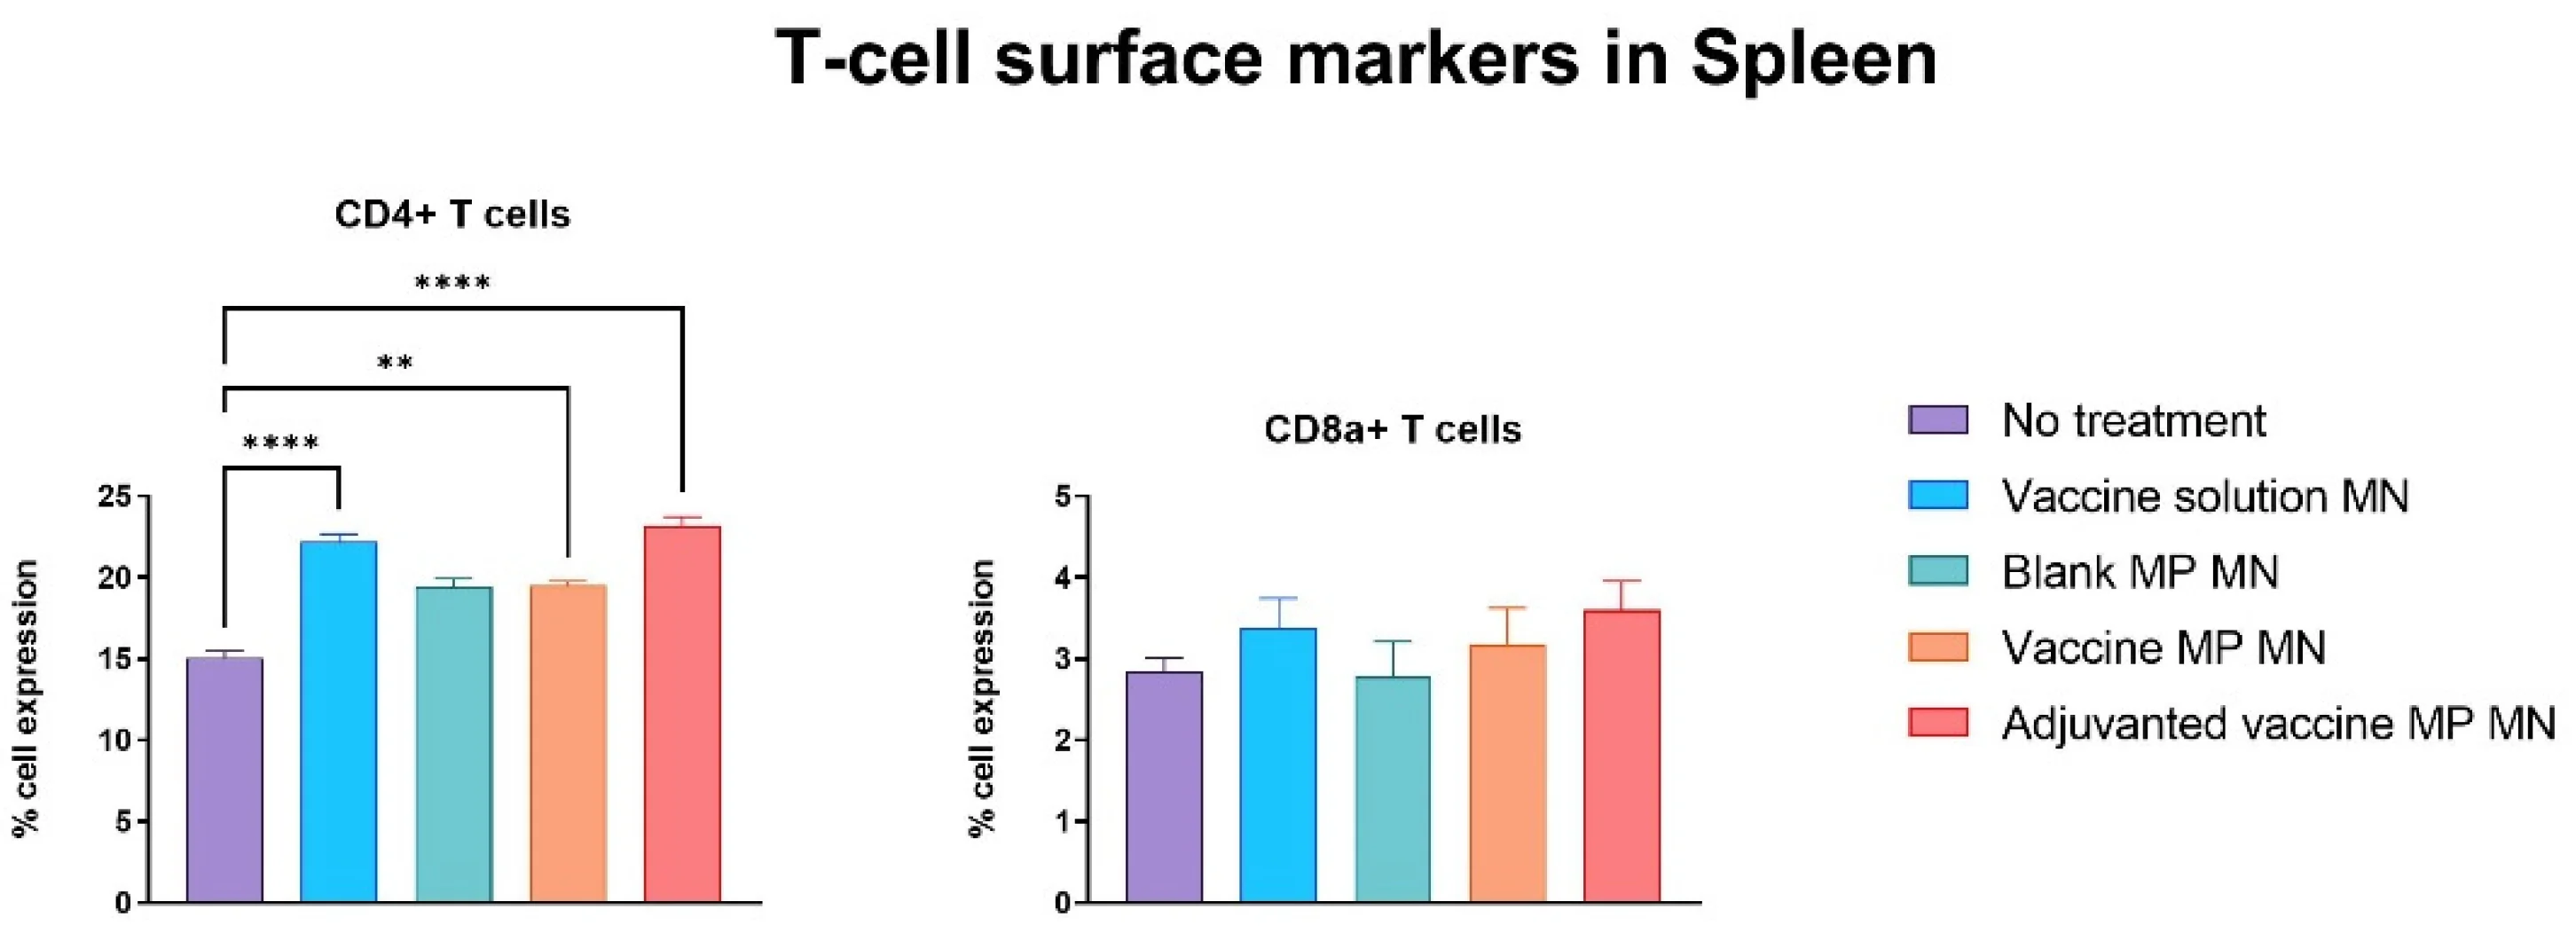 T-cell surface markers in Spleen
CD4+ T cells
****
**
****
25
20
15
10
5
0
% cell expression
CD8a+ T cells
5
4
3
2
1
0
% cell expression
No treatment
Vaccine solution MN
Blank MP MN
Vaccine MP MN
Adjuvanted vaccine MP MN